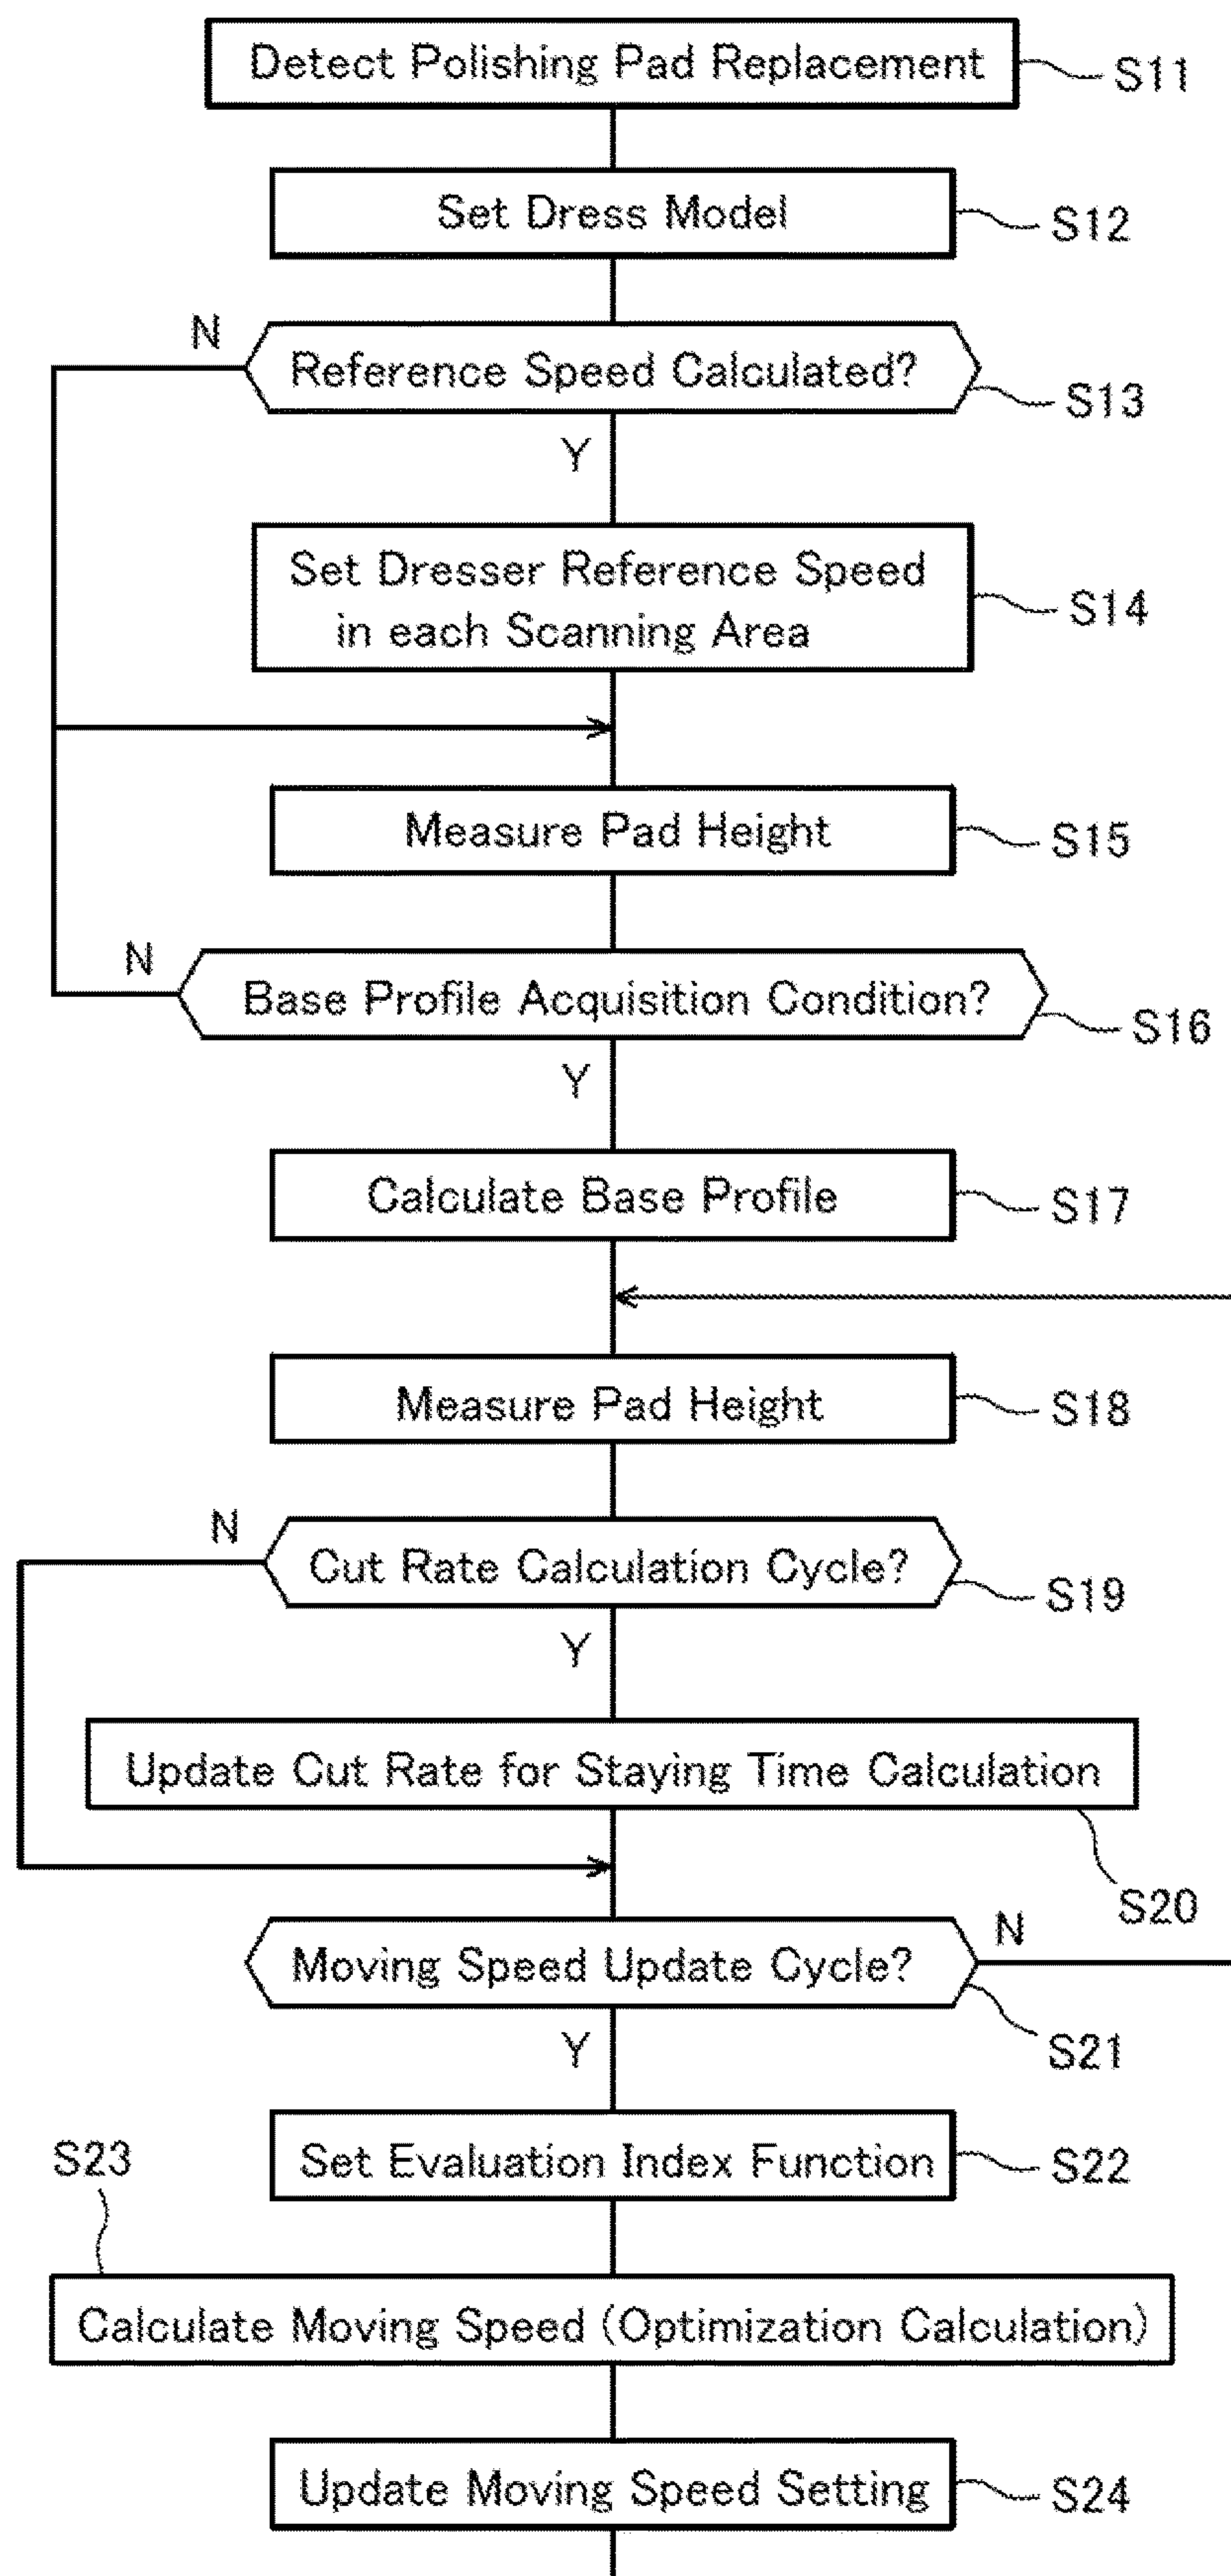 Detect Polishing Pad Replacement
S11
Set Dress Model
S12
N
Reference Speed Calculated?
S13
Y
Set Dresser Reference Speed
in each Scanning Area
S14
Measure Pad Height
S15
N
Base Profile Acquisition Condition?
S16
Y
Calculate Base Profile
S17
Measure Pad Height
S18
N
Cut Rate Calculation Cycle?
S19
Y
Update Cut Rate for Staying Time Calculation
S20
Moving Speed Update Cycle?
N
S21
Y
Set Evaluation Index Function
S22
S23
Calculate Moving Speed (Optimization Calculation)
Update Moving Speed Setting
S24